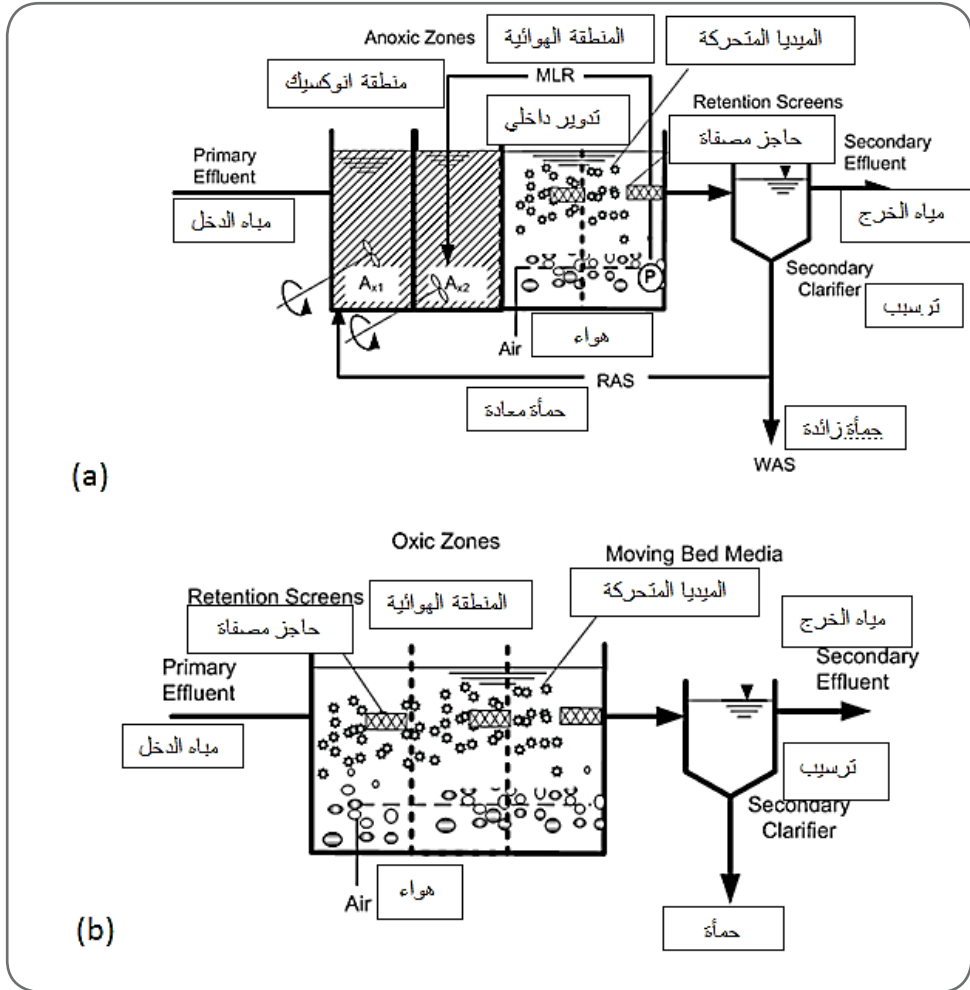 Anoxic Zones
المنطقة الهوائية
الميديا المتحركة
منطقة انوكسيك
MLR
تدوير داخلي
Retention Screens
حاجز مصفاة
Primary
Effluent
مباه الدخل
Secondary
Effluent
مياه الخرج
Ax1
Ax2
P
Secondary
Clarifier
ترسيب
Air
هواء
RAS
حمأة معادة
حمأة زائدة
WAS
(a)
Oxic Zones
Moving Bed Media
المنطقة الهوائية
الميديا المتحركة
Retention Screens
حاجز مصفاة
مياه الخرج
Secondary
Effluent
Primary
Effluent
مباه الدخل
ترسيب
Secondary
Clarifier
Air
هواء
حمأة
(b)